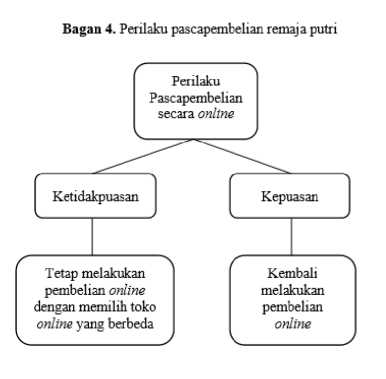 Bagan 4. Perilaku pascapembelian remaja putri
Perilaku
Pascapembelian
secara online
Ketidakpuasan
Kepuasan
Tetap melakukan
pembelian online
dengan memilih toko
online yang berbeda
Kembali
melakukan
pembelian
online